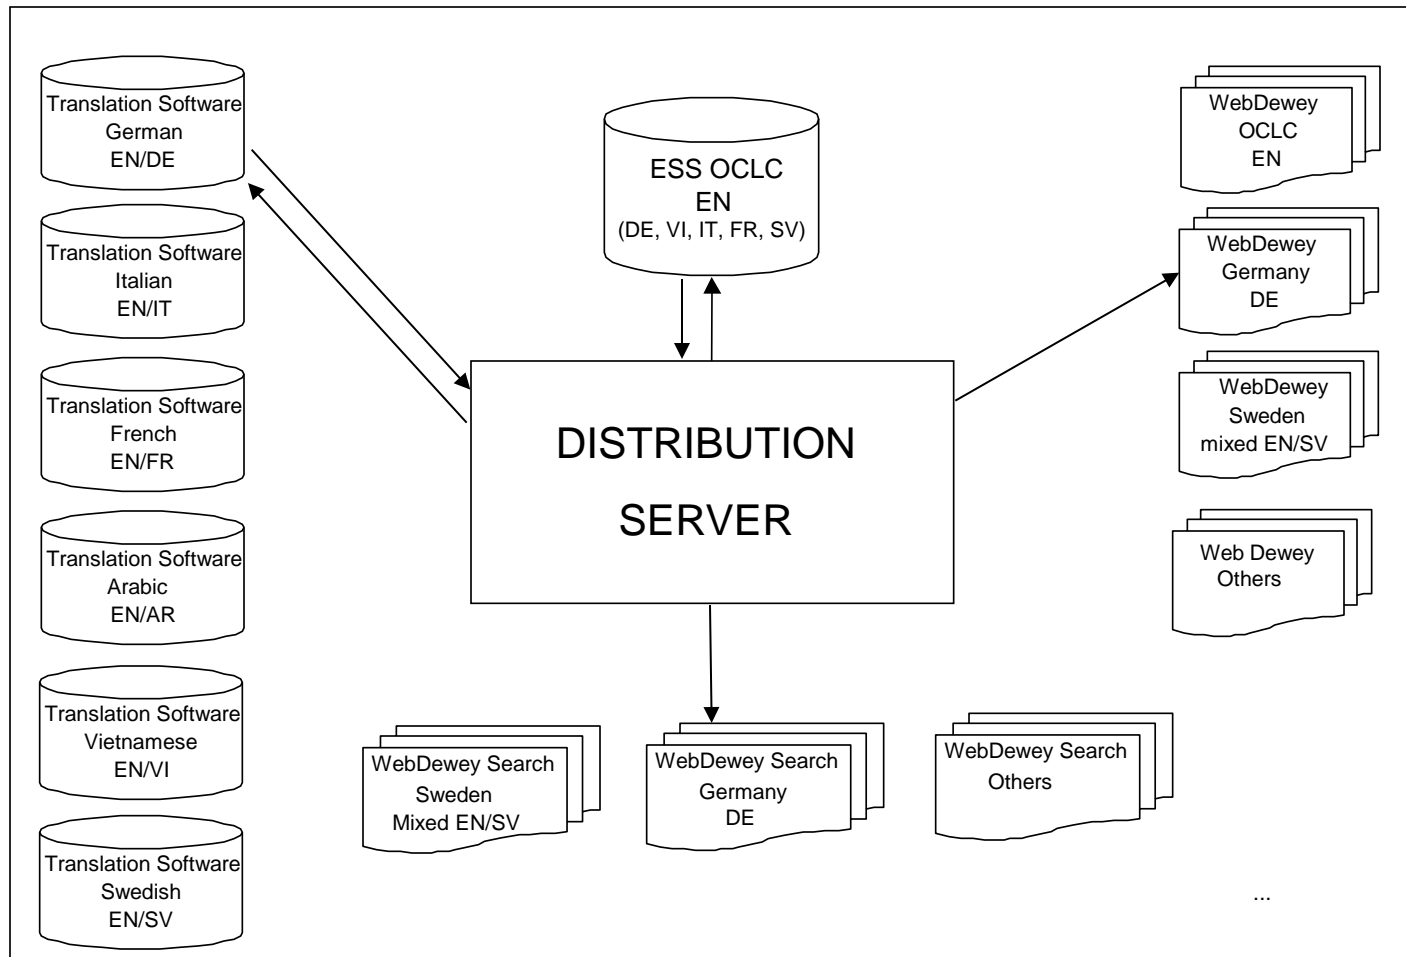 Translation Software
German
EN/DE
Translation Software
Italian
EN/IT
Translation Software
French
EN/FR
Translation Software
Arabic
EN/AR
Translation Software
Vietnamese
EN/VI
Translation Software
Swedish
EN/SV
ESS OCLC
EN
(DE, VI, IT, FR, SV)
DISTRIBUTION
SERVER
WebDewey
OCLC
EN
WebDewey
Germany
DE
WebDewey
Sweden
mixed EN/SV
Web Dewey
Others
WebDewey Search
Sweden
Mixed EN/SV
WebDewey Search
Germany
DE
WebDewey Search
Others
...